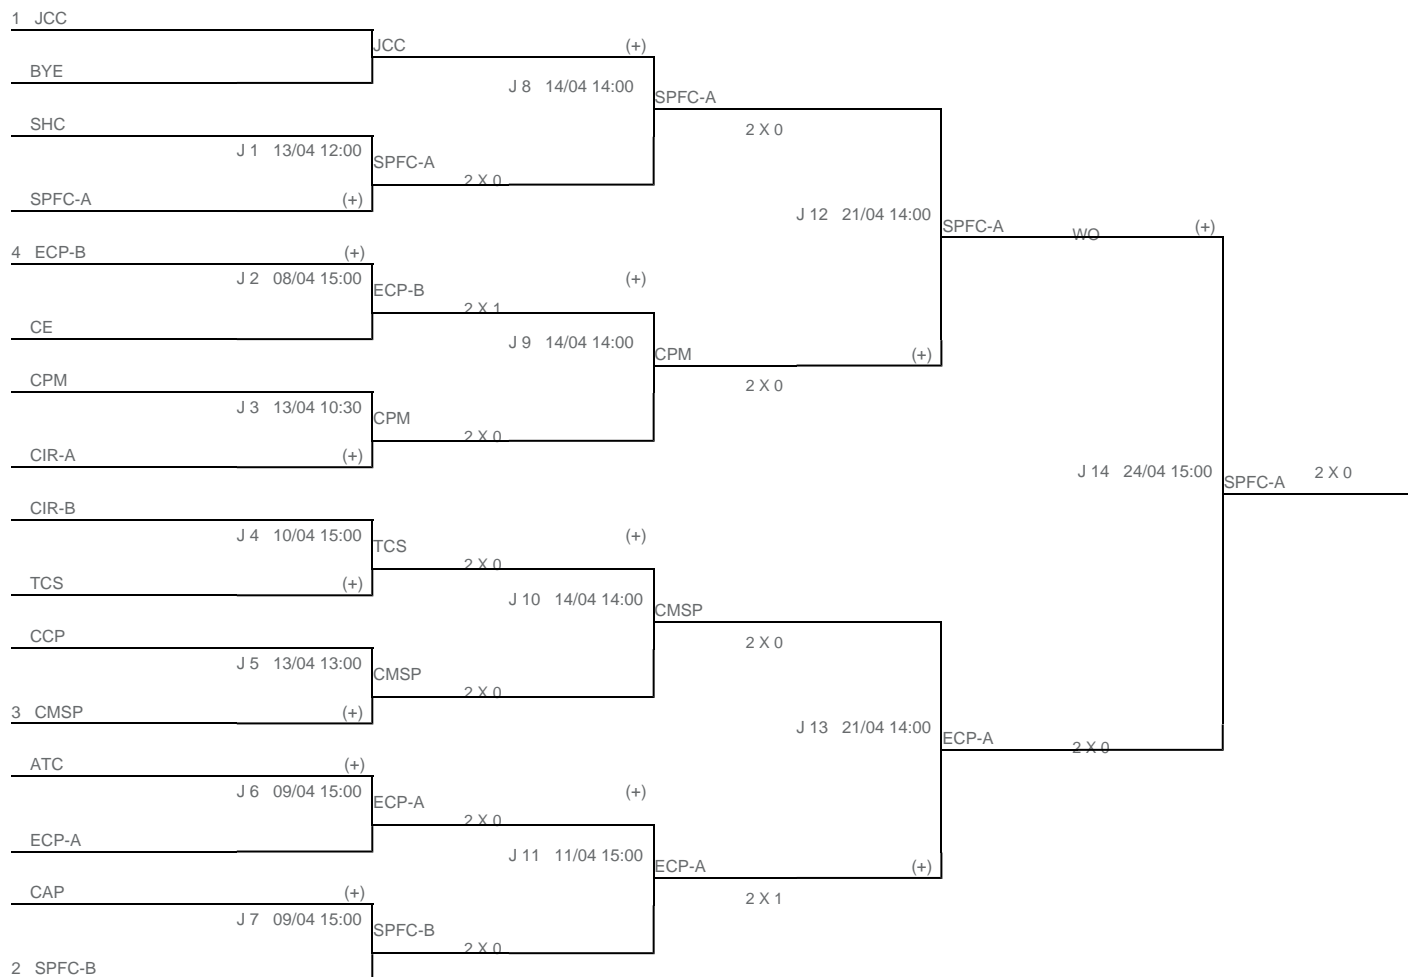 1 JCC
JCC (+)
BYE
J 8 14/04 14:00
SPFC-A
2 X 0
SHC
J 1 13/04 12:00
SPFC-A
2 X 0
SPFC-A (+)
J 12 21/04 14:00
SPFC-A WO (+)
4 ECP-B (+)
J 2 08/04 15:00
ECP-B (+)
2 X 1
CE
J 9 14/04 14:00
CPM (+)
2 X 0
CPM
J 3 13/04 10:30
CPM
2 X 0
CIR-A (+)
J 14 24/04 15:00
SPFC-A 2 X 0
CIR-B
J 4 10/04 15:00
TCS (+)
2 X 0
TCS (+)
J 10 14/04 14:00
CMSP
2 X 0
CCP
J 5 13/04 13:00
CMSP
2 X 0
3 CMSP (+)
J 13 21/04 14:00
ECP-A 2 X 0
ATC (+)
J 6 09/04 15:00
ECP-A (+)
2 X 0
ECP-A
J 11 11/04 15:00
ECP-A (+)
2 X 1
CAP (+)
J 7 09/04 15:00
SPFC-B
2 X 0
2 SPFC-B